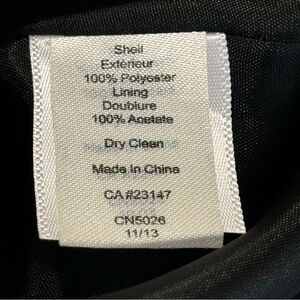 Shell
Extérieur
100% Polyester
Lining
Doublure
100% Acetate
Dry Clean
Made In China
CA#23147
CN5026
11/13